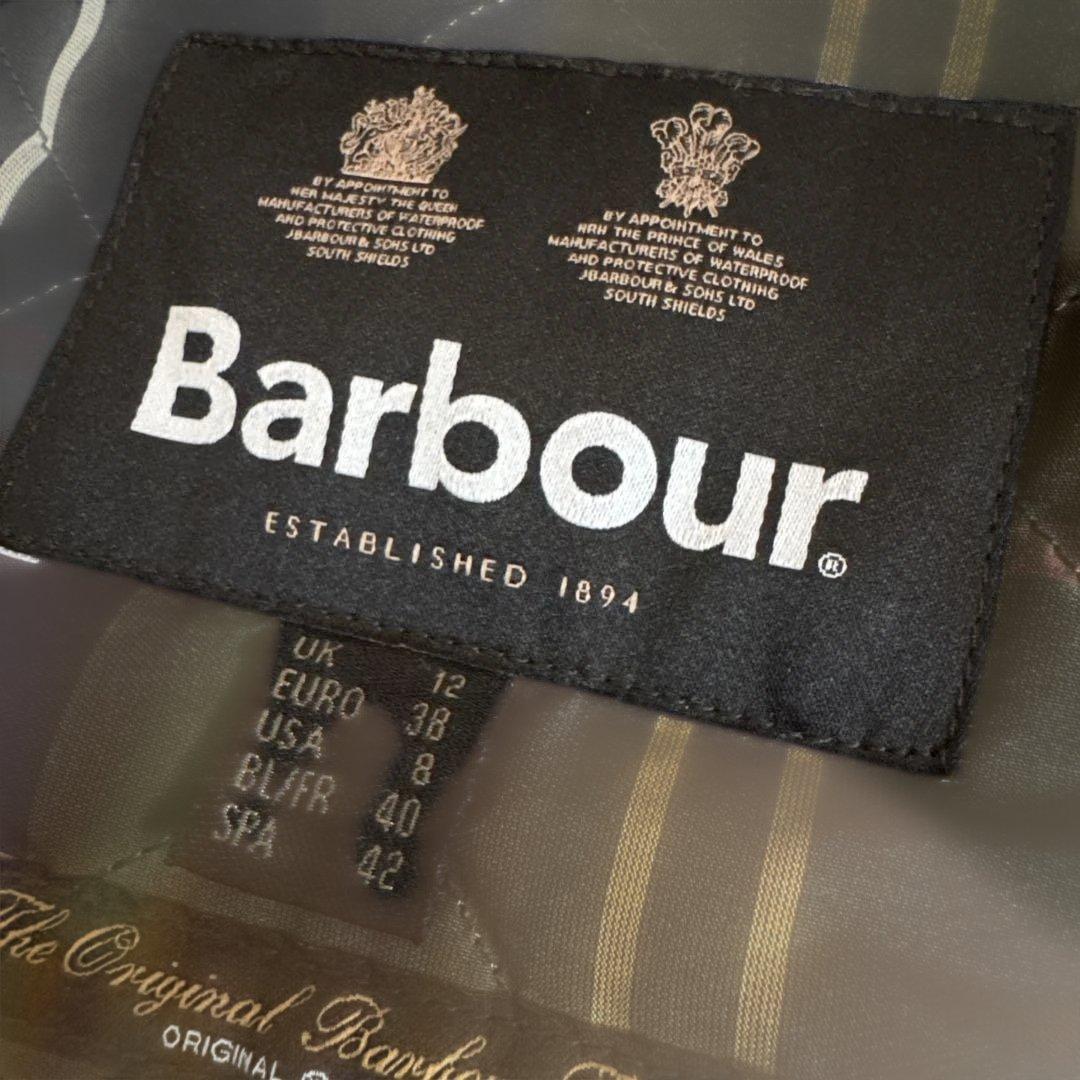 BY APPOINTMENT TO
HER MAJESTY THE QUEEN
MANUFACTURERS OF WATERPROOF
AND PROTECTIVE CLOTHING
J BARBOUR & SONS LTD
SOUTH SHIELDS
BY APPOINTMENT TO
HRH THE PRINCE OF WALES
MANUFACTURERS OF WATERPROOF
AND PROTECTIVE CLOTHING
J BARBOUR & SONS LTD
SOUTH SHIELDS
Barbour®
ESTABLISHED 1894
UK 12
EURO 38
USA 8
BL/FR 40
SPA 42
The Original Barbour
ORIGINAL